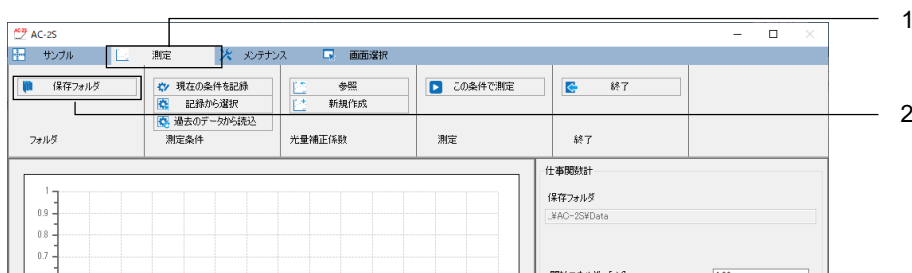 1
AC-2S
サンプル 測定 メンテナンス 画面選択
保存フォルダ 現在の条件を記録 参照 この条件で測定 終了
2
記録から選択 新規作成
過去のデータから読込
フォルダ 測定条件 光量補正係数 測定 終了
仕事関数計
保存フォルダ
..¥AC-2S¥Data
1
0.9
0.8
0.7